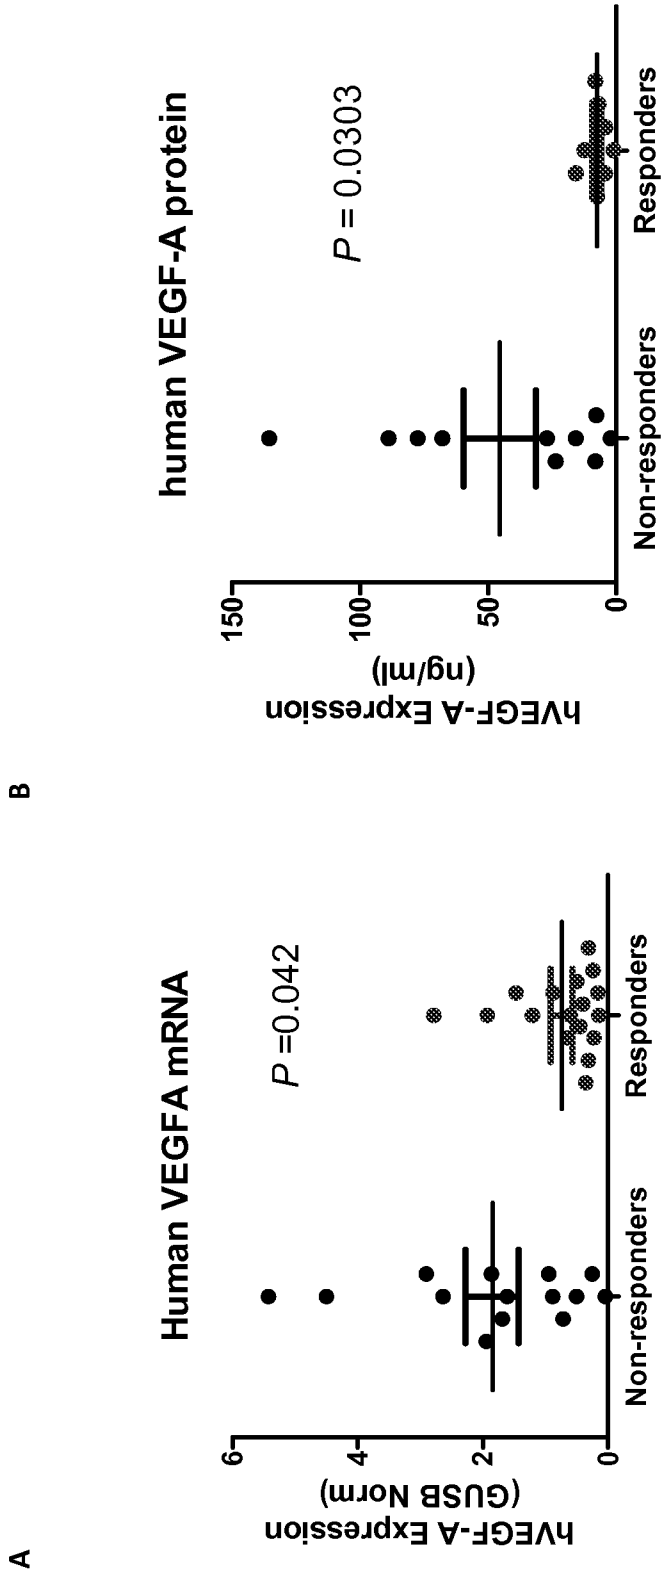 A
Human VEGFA mRNA
P =0.042
hVEGF-A Expression
(GUSB Norm)
6
4
2
0
Non-responders
Responders
B
human VEGF-A protein
P = 0.0303
hVEGF-A Expression
(ng/ml)
150
100
50
0
Non-responders
Responders